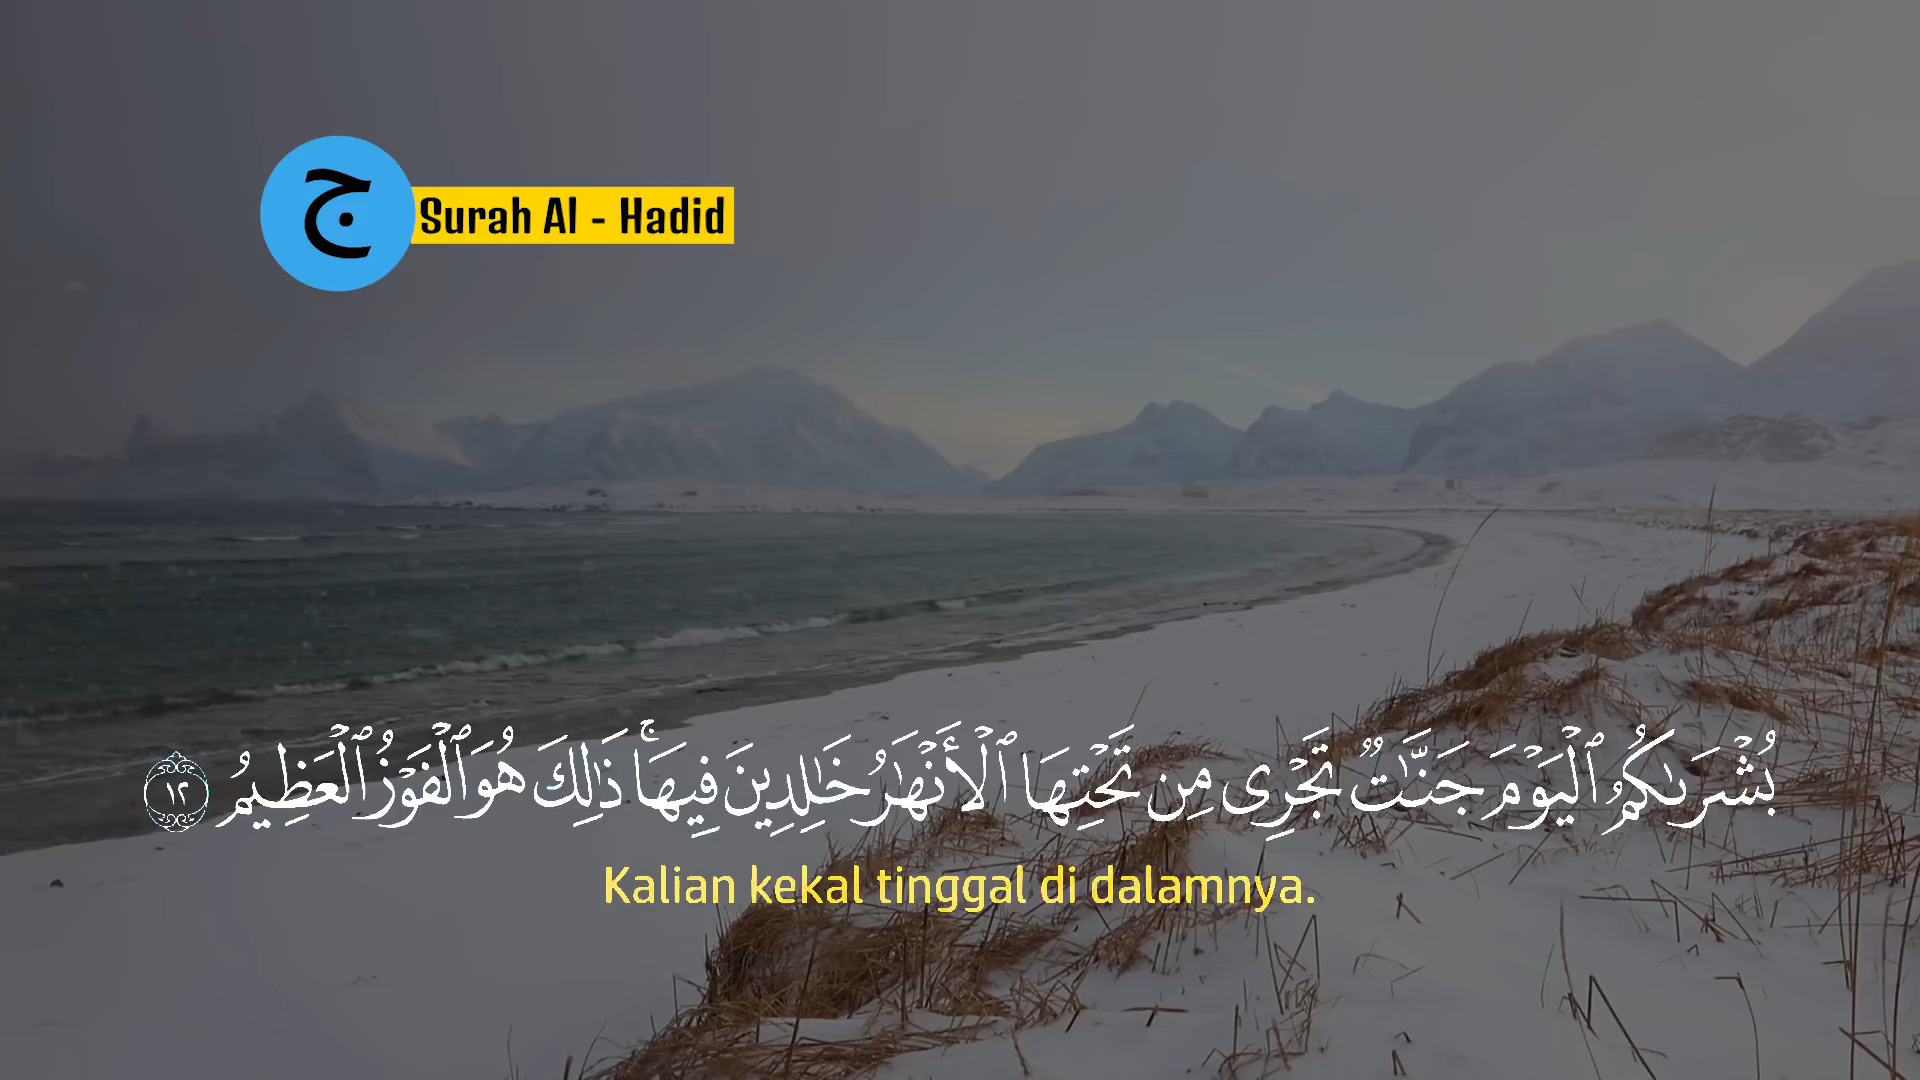 ج
Surah Al - Hadid
بُشْرَىٰكُمُ ٱلْيَوْمَ جَنَّٰتٌ تَجْرِى مِن تَحْتِهَا ٱلْأَنْهَٰرُ خَٰلِدِينَ فِيهَا ۚ ذَٰلِكَ هُوَ ٱلْفَوْزُ ٱلْعَظِيمُ ١٢
Kalian kekal tinggal di dalamnya.